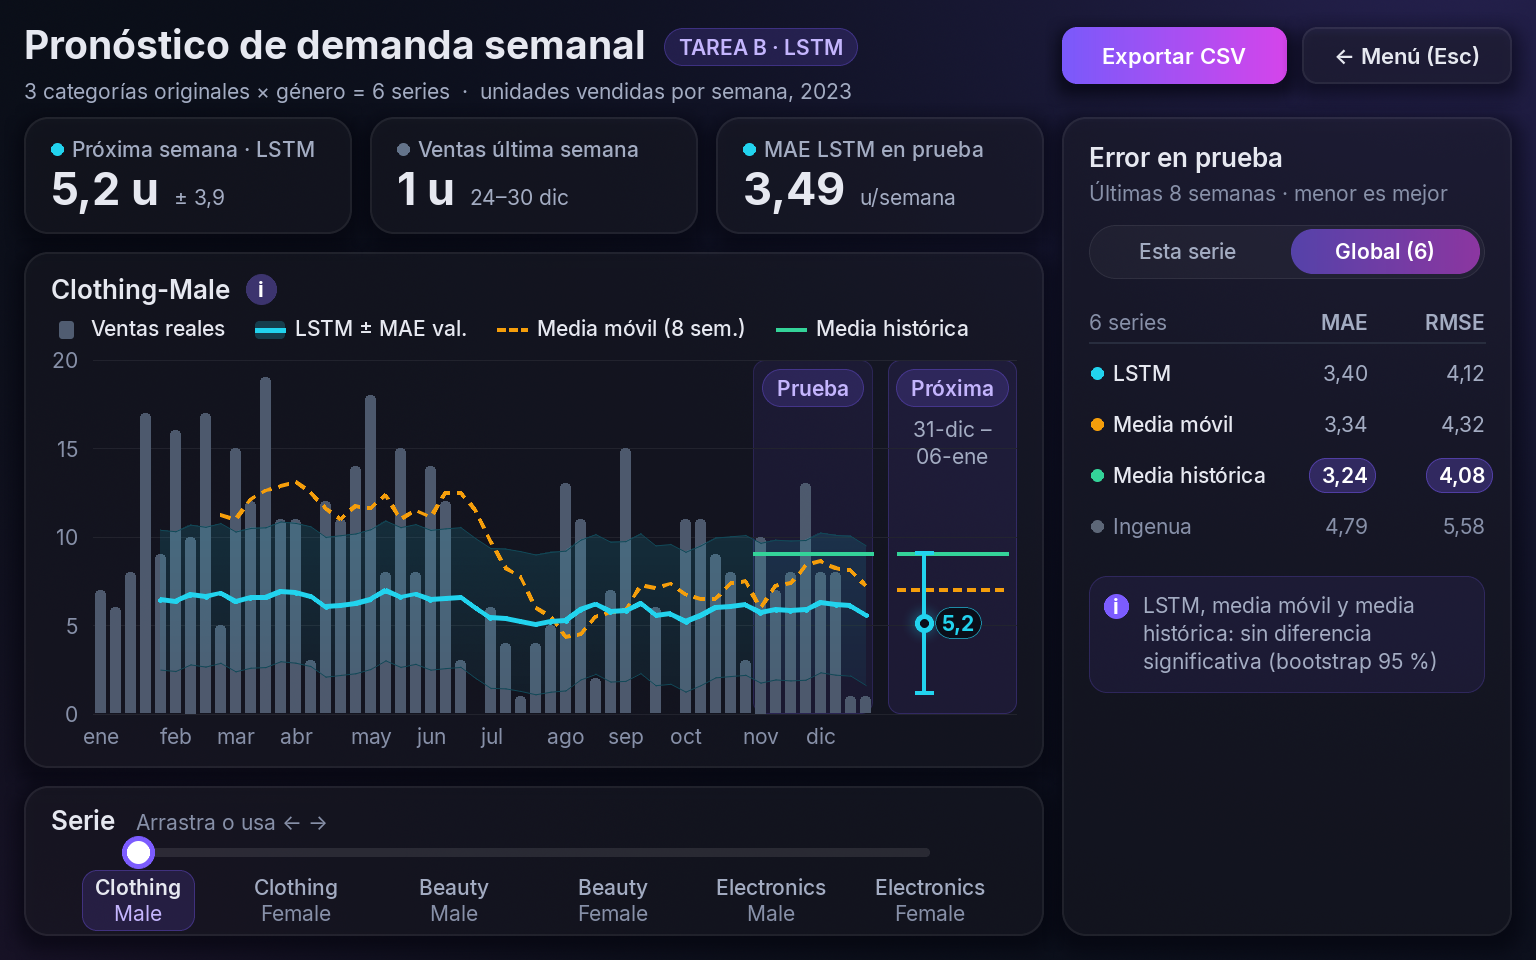 Pronóstico de demanda semanal
TAREA B · LSTM
Exportar CSV
← Menú (Esc)
3 categorías originales × género = 6 series · unidades vendidas por semana, 2023
Próxima semana · LSTM
5,2 u ± 3,9
Ventas última semana
1 u 24–30 dic
MAE LSTM en prueba
3,49 u/semana
Clothing-Male i
Ventas reales
LSTM ± MAE val.
Media móvil (8 sem.)
Media histórica
20
15
10
5
0
Prueba
Próxima
31-dic –
06-ene
5,2
ene feb mar abr may jun jul ago sep oct nov dic
Serie Arrastra o usa ← →
Clothing
Male
Clothing
Female
Beauty
Male
Beauty
Female
Electronics
Male
Electronics
Female
Error en prueba
Últimas 8 semanas · menor es mejor
Esta serie
Global (6)
6 series MAE RMSE
LSTM 3,40 4,12
Media móvil 3,34 4,32
Media histórica 3,24 4,08
Ingenua 4,79 5,58
i
LSTM, media móvil y media
histórica: sin diferencia
significativa (bootstrap 95 %)